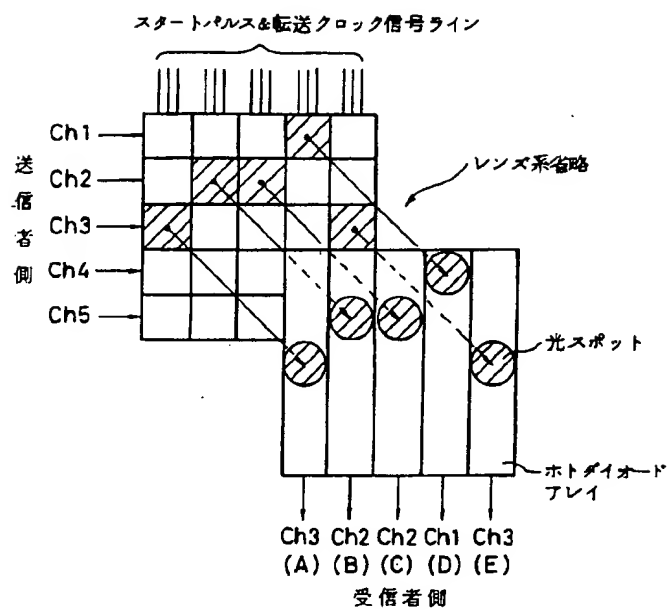 スタートパルス&転送クロック信号ライン
送信者側
Ch1
Ch2
Ch3
Ch4
Ch5
レンズ系省略
光スポット
ホトダイオード
アレイ
Ch3 Ch2 Ch2 Ch1 Ch3
(A) (B) (C) (D) (E)
受信者側